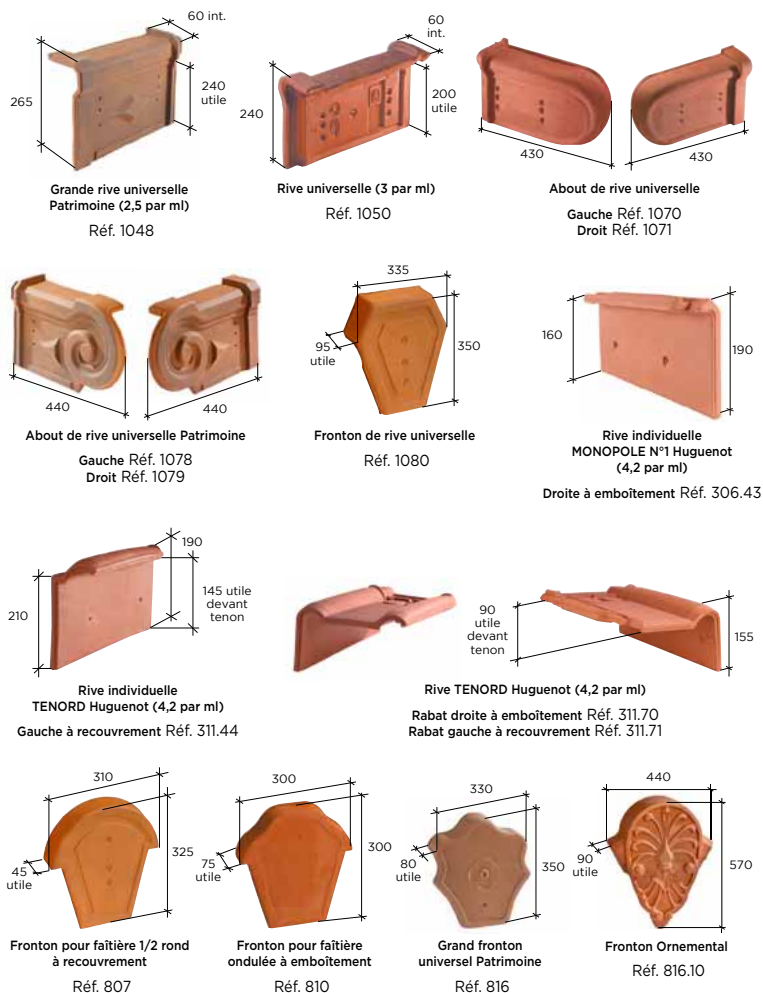 60 int.
265
240
utile
Grande rive universelle
Patrimoine (2,5 par ml)
Réf. 1048
60
int.
240
200
utile
Rive universelle (3 par ml)
Réf. 1050
430
430
About de rive universelle
Gauche Réf. 1070
Droit Réf. 1071
440
440
About de rive universelle Patrimoine
Gauche Réf. 1078
Droit Réf. 1079
335
95
utile
350
Fronton de rive universelle
Réf. 1080
160
190
Rive individuelle
MONOPOLE N°1 Huguenot
(4,2 par ml)
Droite à emboîtement Réf. 306.43
190
210
145 utile
devant
tenon
Rive individuelle
TENORD Huguenot (4,2 par ml)
Gauche à recouvrement Réf. 311.44
90
utile
devant
tenon
155
Rive TENORD Huguenot (4,2 par ml)
Rabat droite à emboîtement Réf. 311.70
Rabat gauche à recouvrement Réf. 311.71
310
45
utile
325
Fronton pour faîtière 1/2 rond
à recouvrement
Réf. 807
300
75
utile
300
Fronton pour faîtière
ondulée à emboîtement
Réf. 810
330
80
utile
350
Grand fronton
universel Patrimoine
Réf. 816
440
90
utile
570
Fronton Ornemental
Réf. 816.10